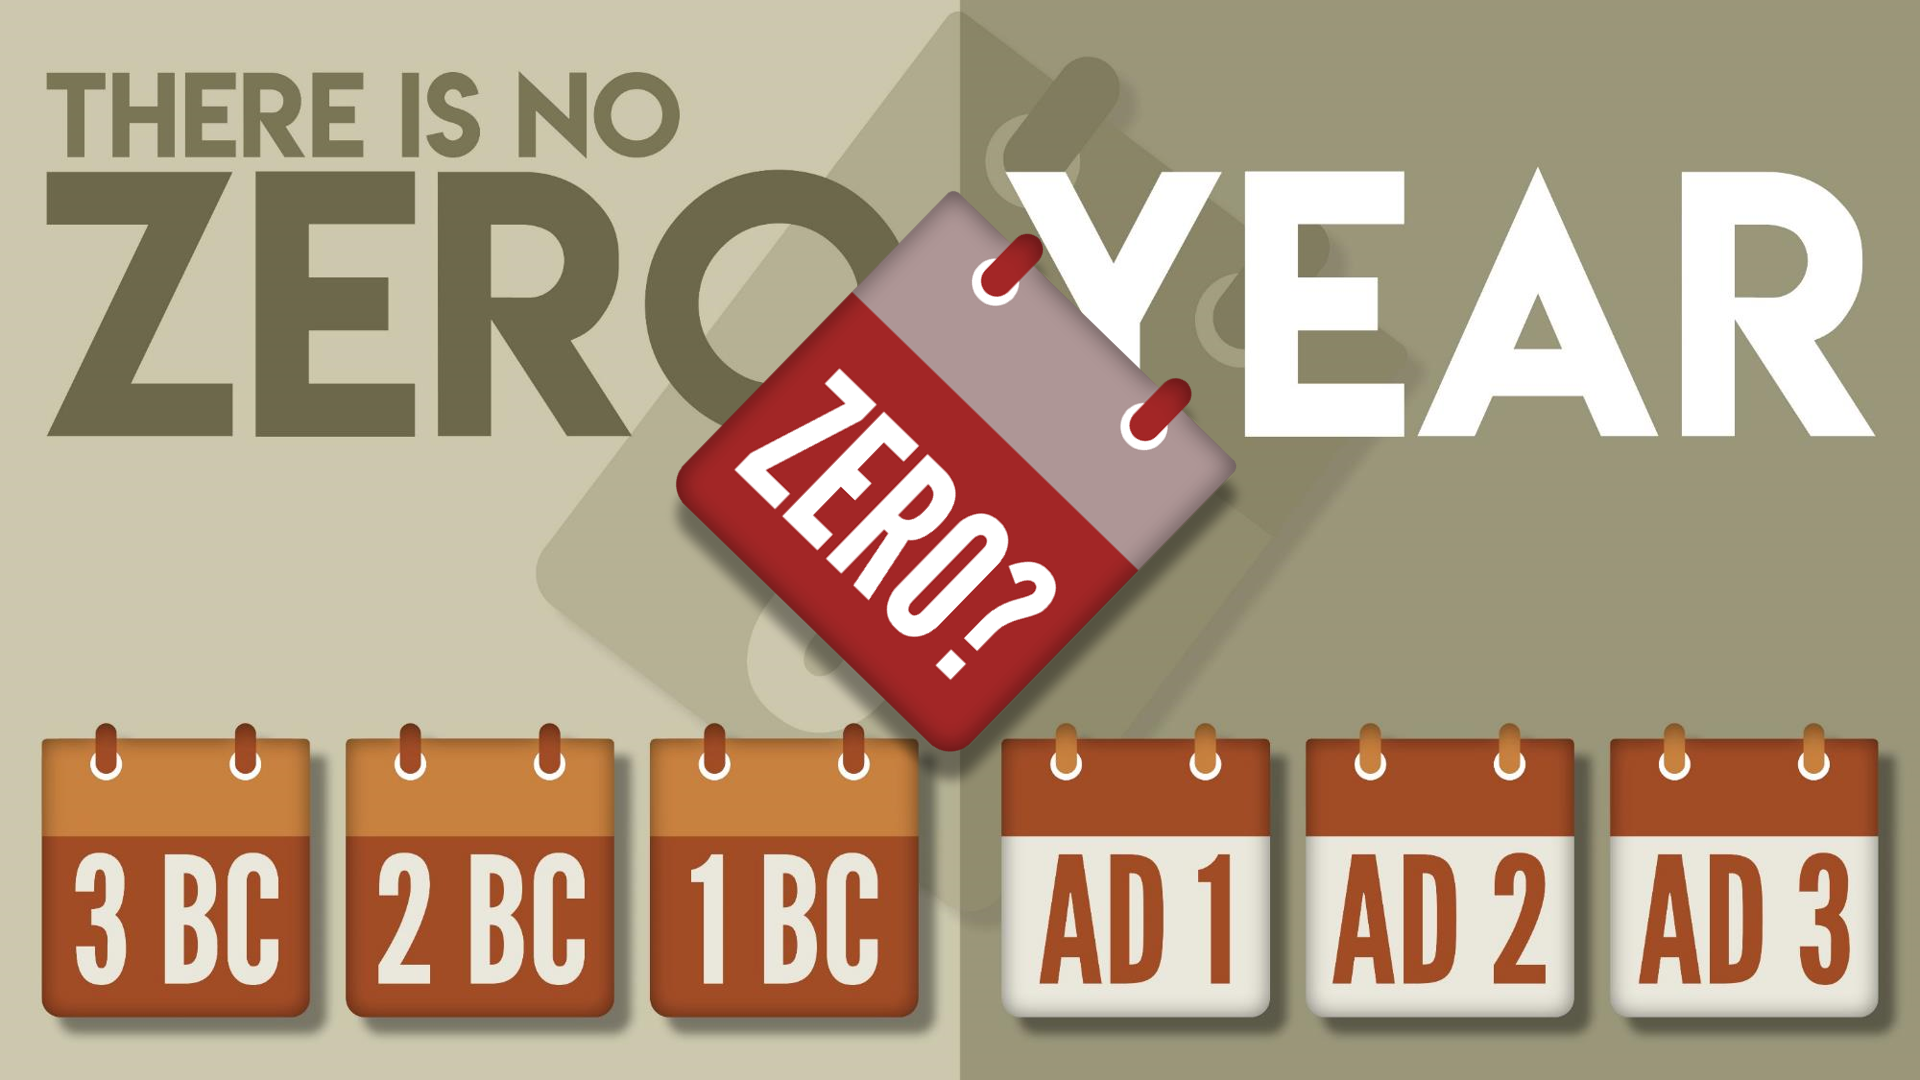 THERE IS NO
ZERO YEAR
ZERO?
3 BC
2 BC
1 BC
AD 1
AD 2
AD 3